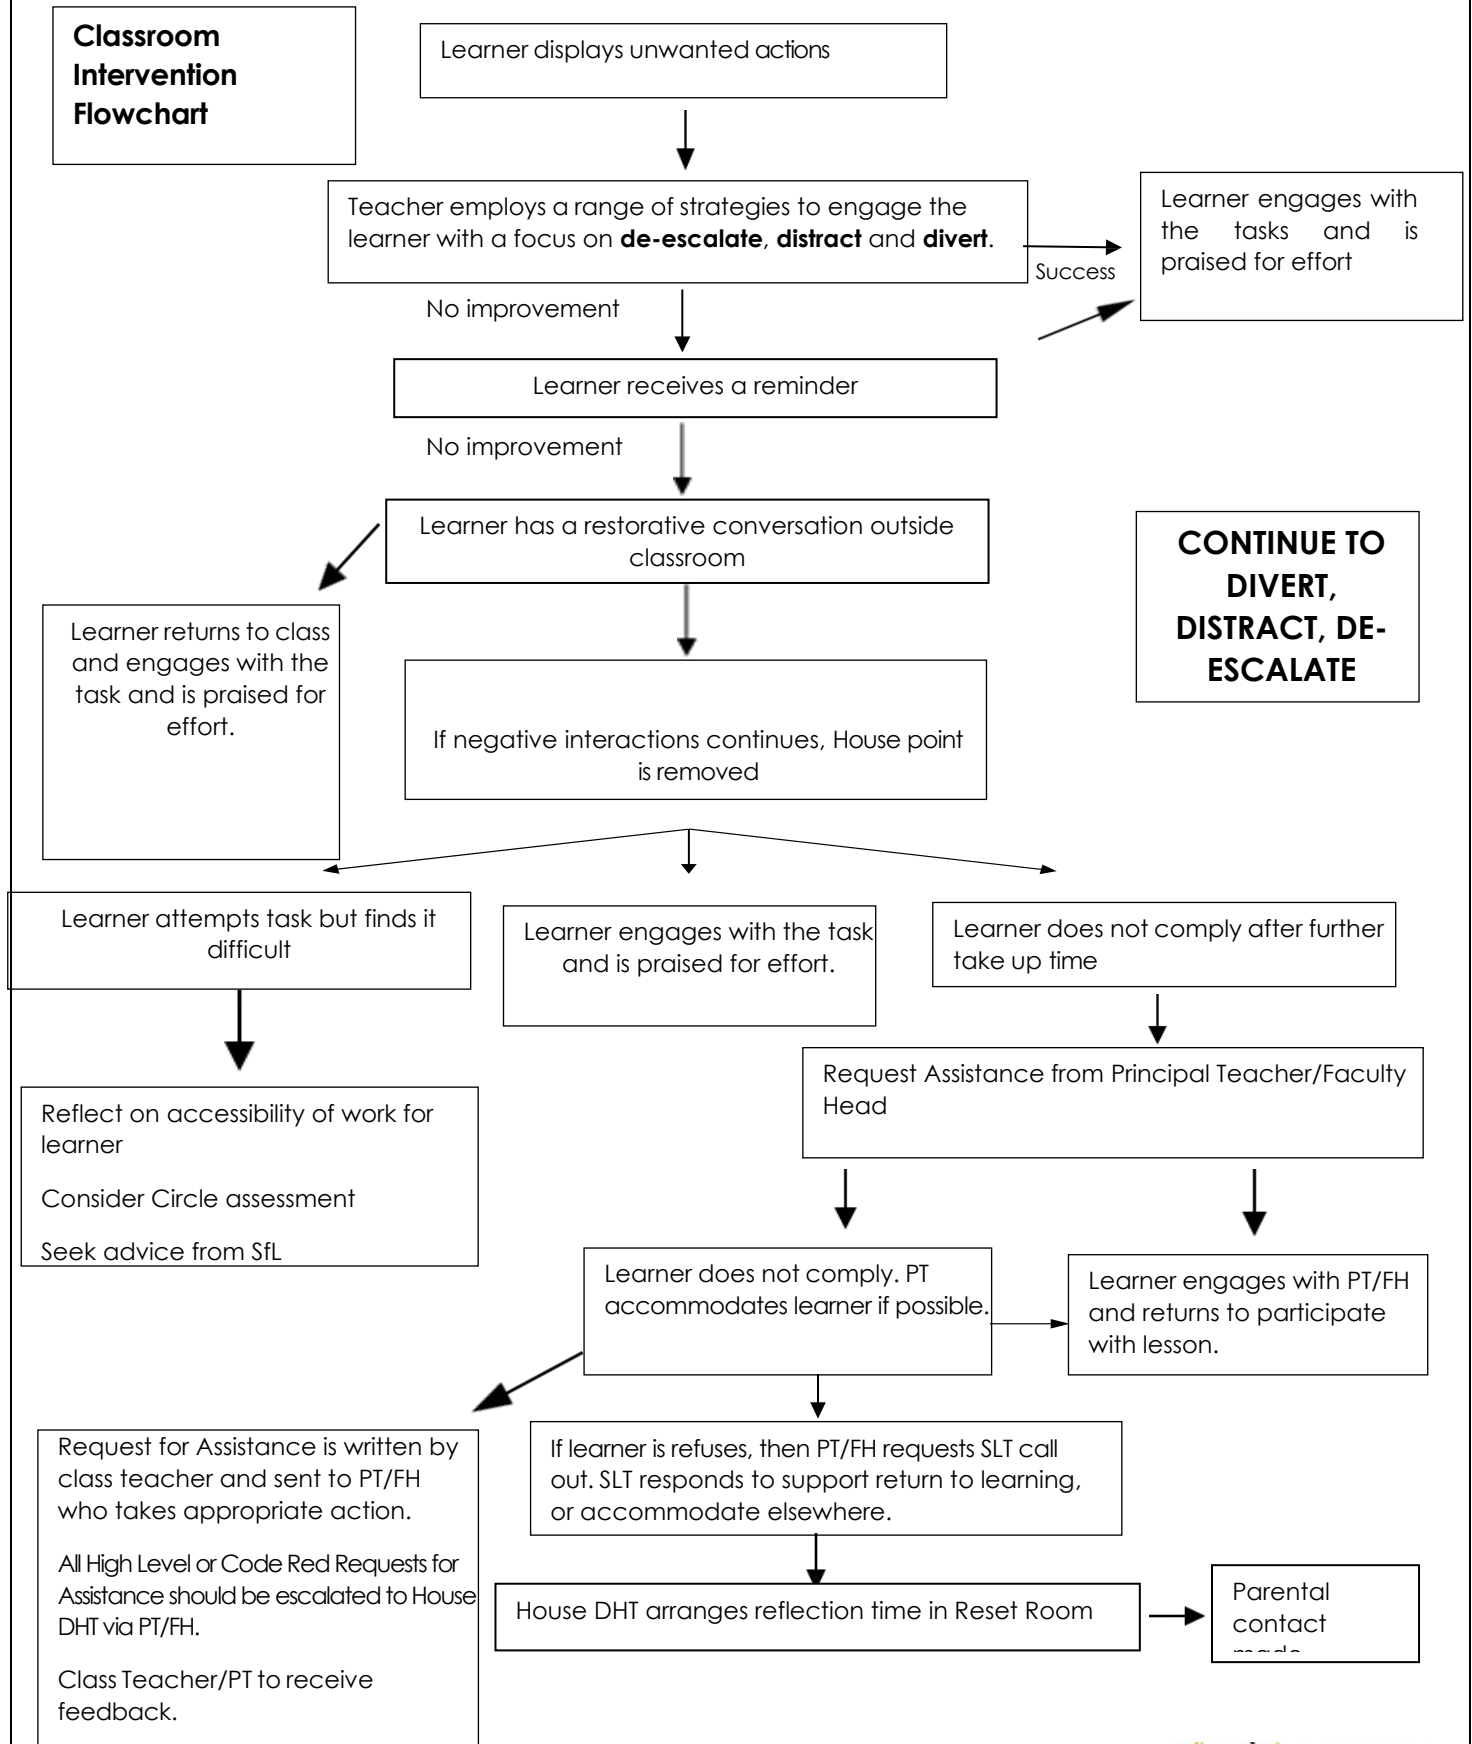 Classroom
Intervention
Flowchart
Learner displays unwanted actions
Teacher employs a range of strategies to engage the
learner with a focus on de-escalate, distract and divert.
Success
Learner engages with
the tasks and is
praised for effort
No improvement
Learner receives a reminder
No improvement
Learner has a restorative conversation outside
classroom
CONTINUE TO
DIVERT,
DISTRACT, DE-
ESCALATE
Learner returns to class
and engages with the
task and is praised for
effort.
If negative interactions continues, House point
is removed
Learner attempts task but finds it
difficult
Learner engages with the task
and is praised for effort.
Learner does not comply after further
take up time
Request Assistance from Principal Teacher/Faculty
Head
Reflect on accessibility of work for
learner
Consider Circle assessment
Seek advice from SfL
Learner does not comply. PT
accommodates learner if possible.
Learner engages with PT/FH
and returns to participate
with lesson.
Request for Assistance is written by
class teacher and sent to PT/FH
who takes appropriate action.
All High Level or Code Red Requests for
Assistance should be escalated to House
DHT via PT/FH.
Class Teacher/PT to receive
feedback.
If learner is refuses, then PT/FH requests SLT call
out. SLT responds to support return to learning,
or accommodate elsewhere.
House DHT arranges reflection time in Reset Room
Parental
contact
made